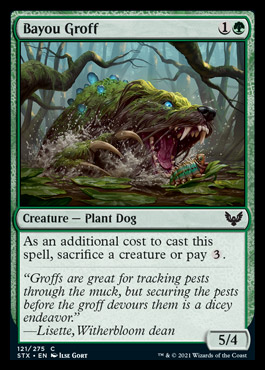 Bayou Groff 1
Creature — Plant Dog
As an additional cost to cast this
spell, sacrifice a creature or pay 3.
“Groffs are great for tracking pests
through the muck, but securing the pests
before the groff devours them is a dicey
endeavor.”
—Lisette, Witherbloom dean
5/4
121/275 C
STX • EN ILSE GORT
™ & © 2021 Wizards of the Coast